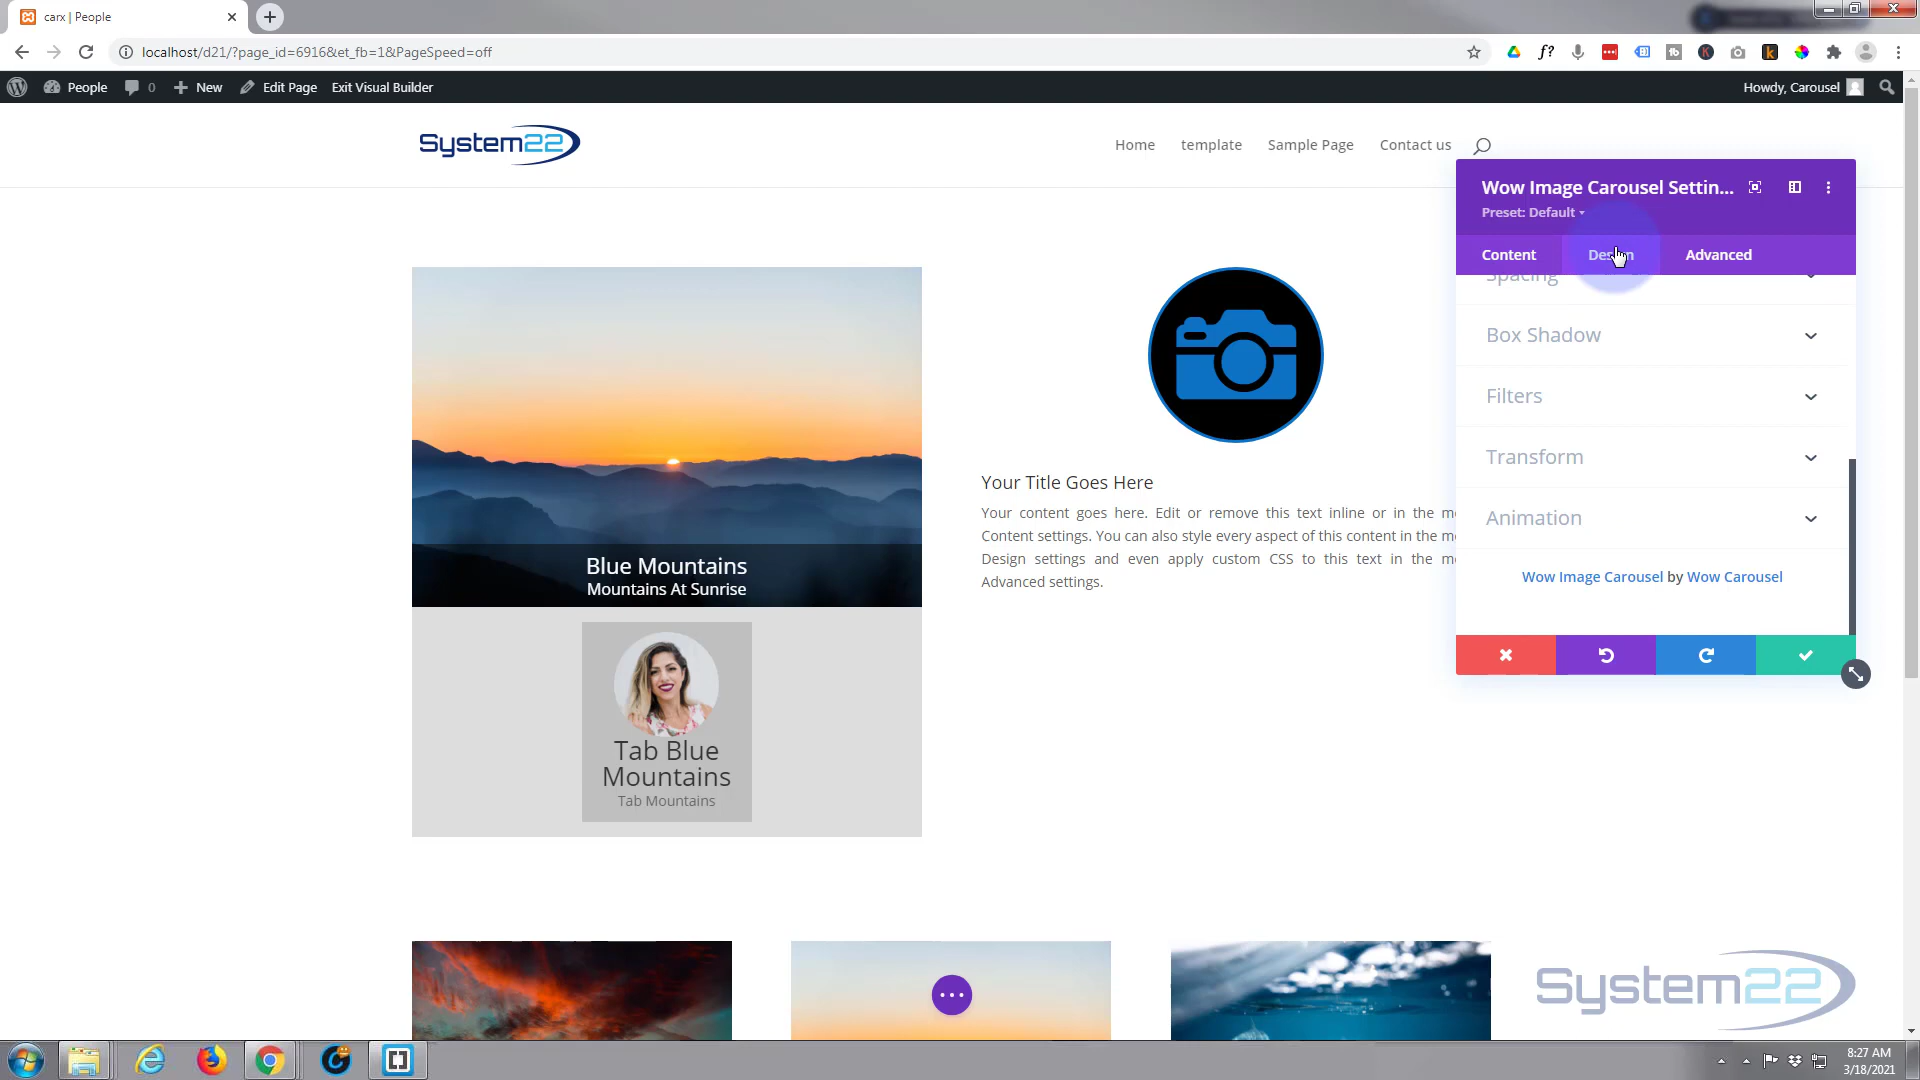 carx | People
localhost/d21/?page_id=6916&et_fb=1&PageSpeed=off
People 0 New Edit Page Exit Visual Builder
Howdy, Carousel
System22
Home template Sample Page Contact us
Wow Image Carousel Settin...
Preset: Default
Content Design Advanced
Spacing
Box Shadow
Filters
Transform
Animation
Wow Image Carousel by Wow Carousel
Blue Mountains
Mountains At Sunrise
Tab Blue
Mountains
Tab Mountains
Your Title Goes Here
Your content goes here. Edit or remove this text inline or in the mo
Content settings. You can also style every aspect of this content in the mo
Design settings and even apply custom CSS to this text in the mo
Advanced settings.
System22
8:27 AM
3/18/2021